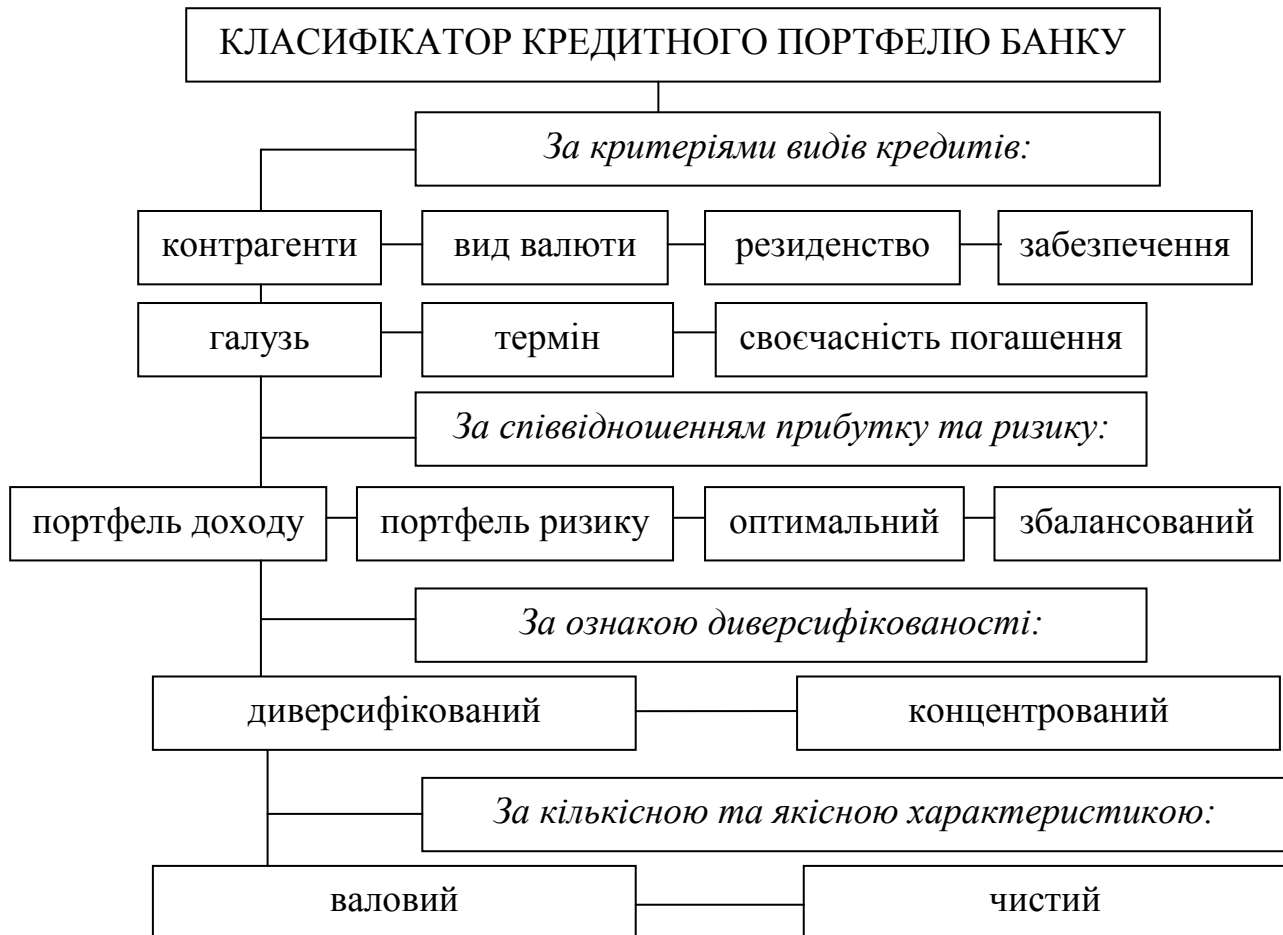 КЛАСИФІКАТОР КРЕДИТНОГО ПОРТФЕЛЮ БАНКУ
За критеріями видів кредитів:
контрагенти
вид валюти
резиденство
забезпечення
галузь
термін
своєчасність погашення
За співвідношенням прибутку та ризику:
портфель доходу
портфель ризику
оптимальний
збалансований
За ознакою диверсифікованості:
диверсифікований
концентрований
За кількісною та якісною характеристикою:
валовий
чистий